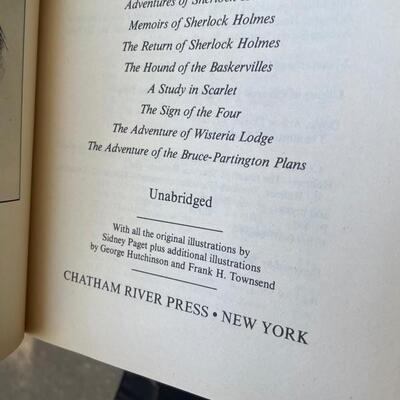 Adventures of Sherlock
Memoirs of Sherlock Holmes
The Return of Sherlock Holmes
The Hound of the Baskervilles
A Study in Scarlet
The Sign of the Four
The Adventure of Wisteria Lodge
The Adventure of the Bruce-Partington Plans
Unabridged
With all the original illustrations by
Sidney Paget plus additional illustrations
by George Hutchinson and Frank H. Townsend
CHATHAM RIVER PRESS • NEW YORK